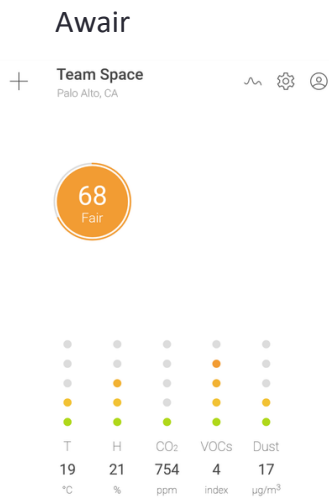 Awair
Team Space
Palo Alto, CA
68
Fair
T H CO₂ VOCs Dust
19 21 754 4 17
°C % ppm index µg/m³